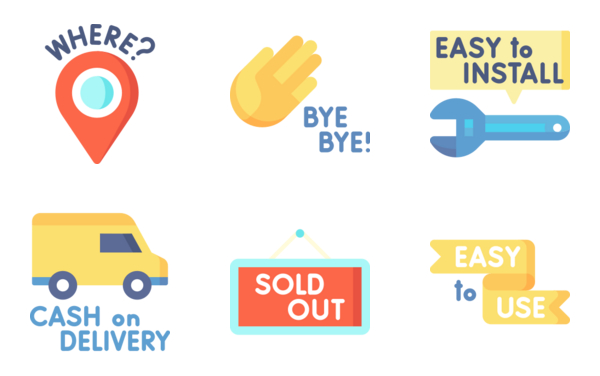 WHERE?
BYE
BYE!
EASY to
INSTALL
CASH on
DELIVERY
SOLD
OUT
EASY
to
USE